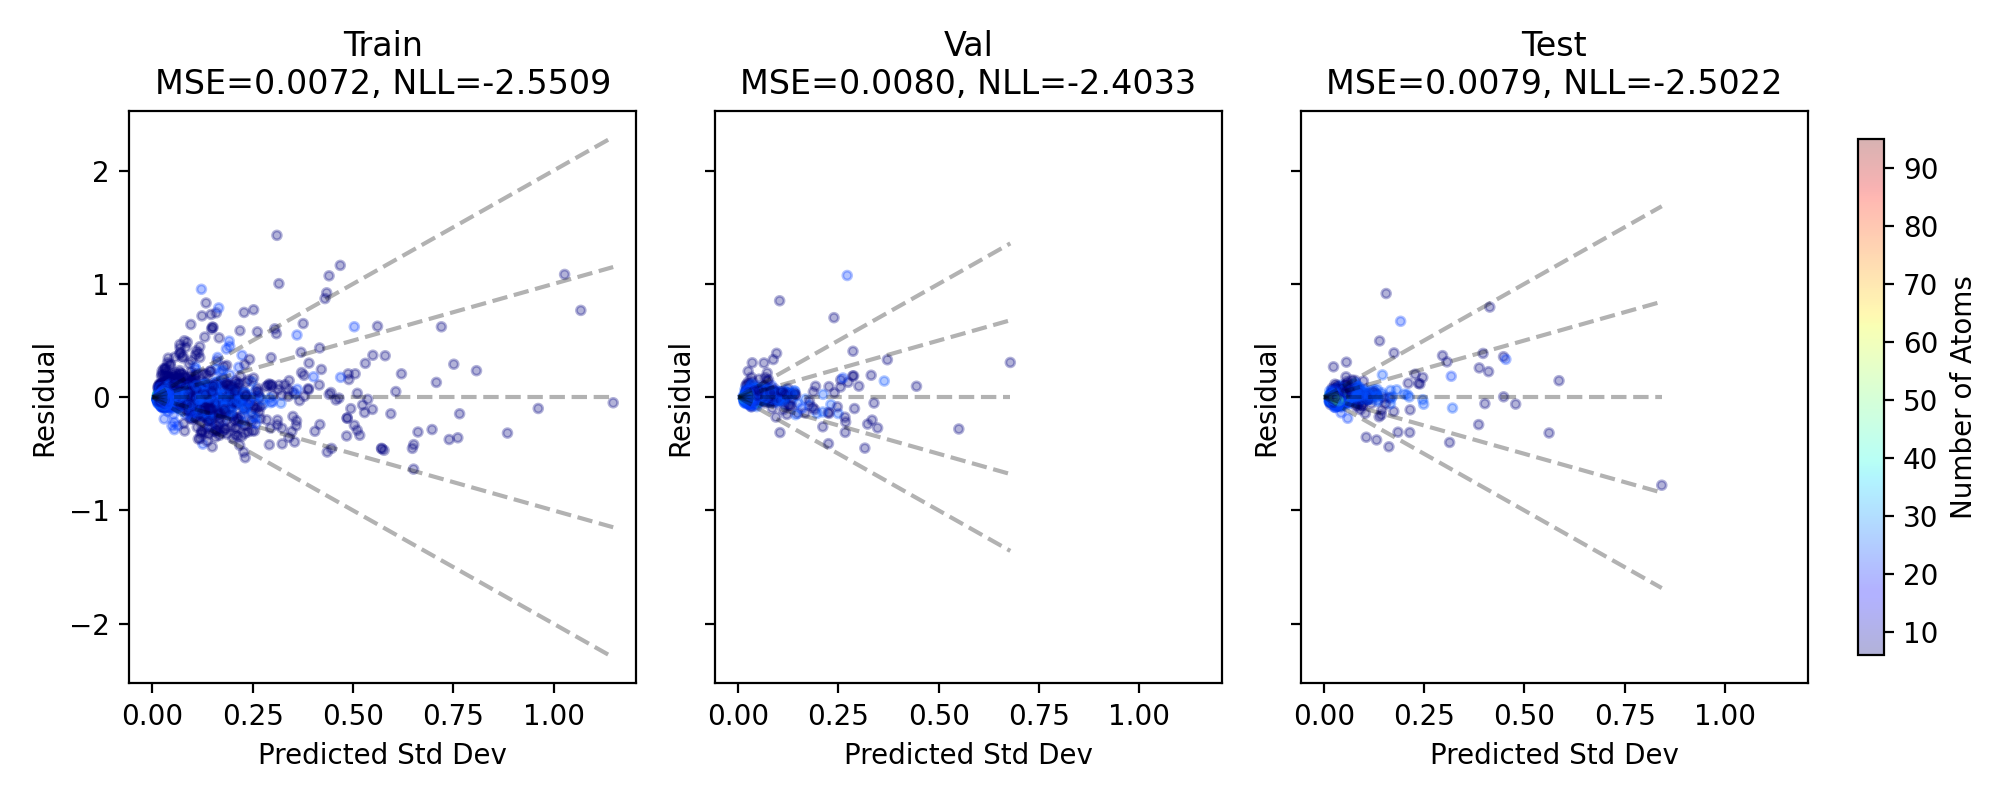 Train
MSE=0.0072, NLL=-2.5509
Residual
2
1
0
−1
−2
0.00 0.25 0.50 0.75 1.00
Predicted Std Dev
Val
MSE=0.0080, NLL=-2.4033
Residual
0.00 0.25 0.50 0.75 1.00
Predicted Std Dev
Test
MSE=0.0079, NLL=-2.5022
Residual
0.00 0.25 0.50 0.75 1.00
Predicted Std Dev
90
80
70
60
50
40
30
20
10
Number of Atoms